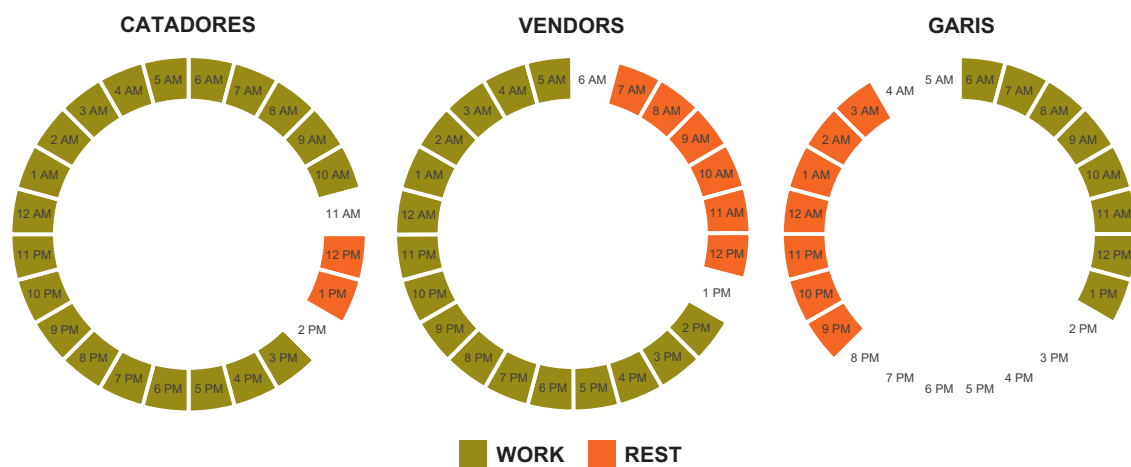 CATADORES
5 AM
6 AM
7 AM
8 AM
9 AM
10 AM
11 AM
12 PM
1 PM
2 PM
3 PM
4 PM
5 PM
6 PM
7 PM
8 PM
9 PM
10 PM
11 PM
12 AM
1 AM
2 AM
3 AM
4 AM
VENDORS
5 AM
6 AM
7 AM
8 AM
9 AM
10 AM
11 AM
12 PM
1 PM
2 PM
3 PM
4 PM
5 PM
6 PM
7 PM
8 PM
9 PM
10 PM
11 PM
12 AM
1 AM
2 AM
3 AM
4 AM
GARIS
5 AM
6 AM
7 AM
8 AM
9 AM
10 AM
11 AM
12 PM
1 PM
2 PM
3 PM
4 PM
5 PM
6 PM
7 PM
8 PM
9 PM
10 PM
11 PM
12 AM
1 AM
2 AM
3 AM
4 AM
WORK
REST